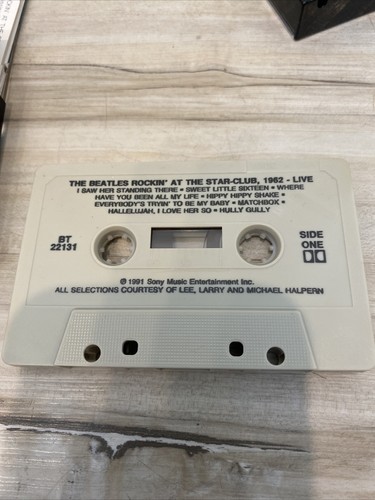 THE BEATLES ROCKIN' AT THE STAR-CLUB, 1962 - LIVE
I SAW HER STANDING THERE • SWEET LITTLE SIXTEEN • WHERE
HAVE YOU BEEN ALL MY LIFE • HIPPY HIPPY SHAKE •
EVERYBODY'S TRYIN' TO BE MY BABY • MATCHBOX •
HALLELUJAH, I LOVE HER SO • HULLY GULLY
BT
22131
SIDE
ONE
℗ 1991 Sony Music Entertainment Inc.
ALL SELECTIONS COURTESY OF LEE, LARRY AND MICHAEL HALPERN